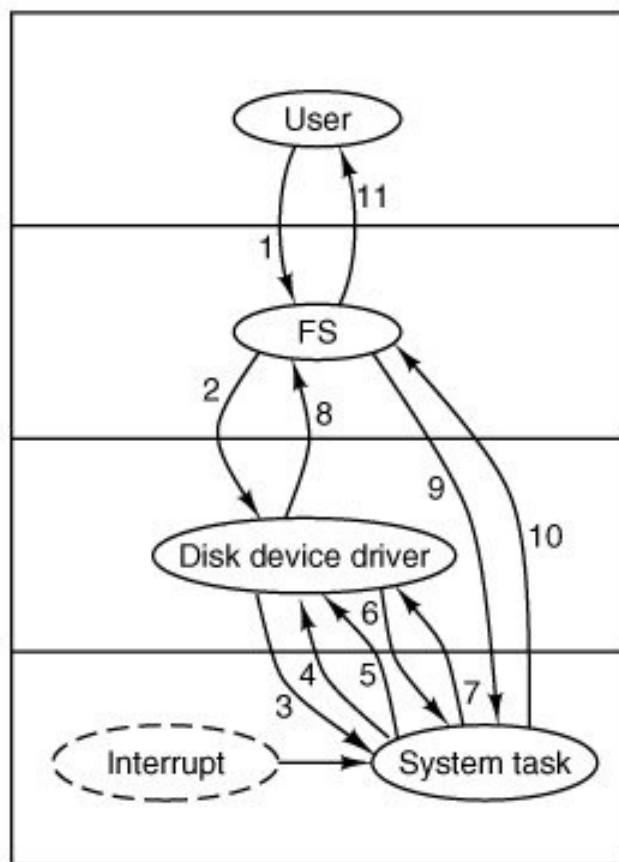 User
11
1
FS
2
8
9
10
Disk device driver
6
5
4
7
3
Interrupt
System task